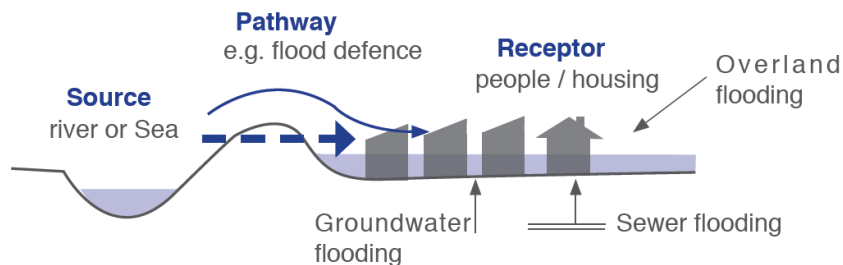 Pathway
e.g. flood defence
Receptor
people / housing
Overland
flooding
Source
river or Sea
Groundwater
flooding
Sewer flooding